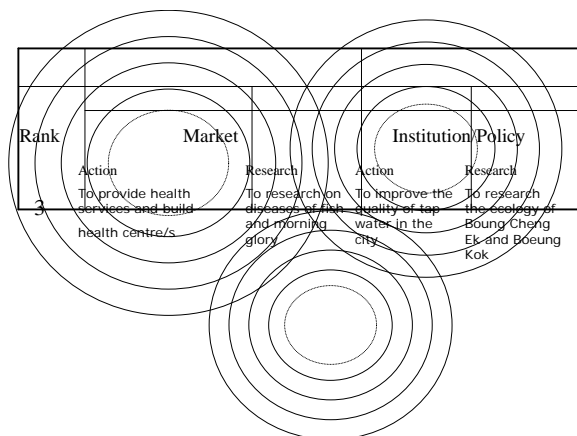 Rank Market Institution/Policy
Action Research Action Research
3
To provide health
services and build
health centre/s
To research on
diseases of fish
and morning
glory
To improve the
quality of tap
water in the
city
To research
the ecology of
Boung Cheng
Ek and Boeung
Kok